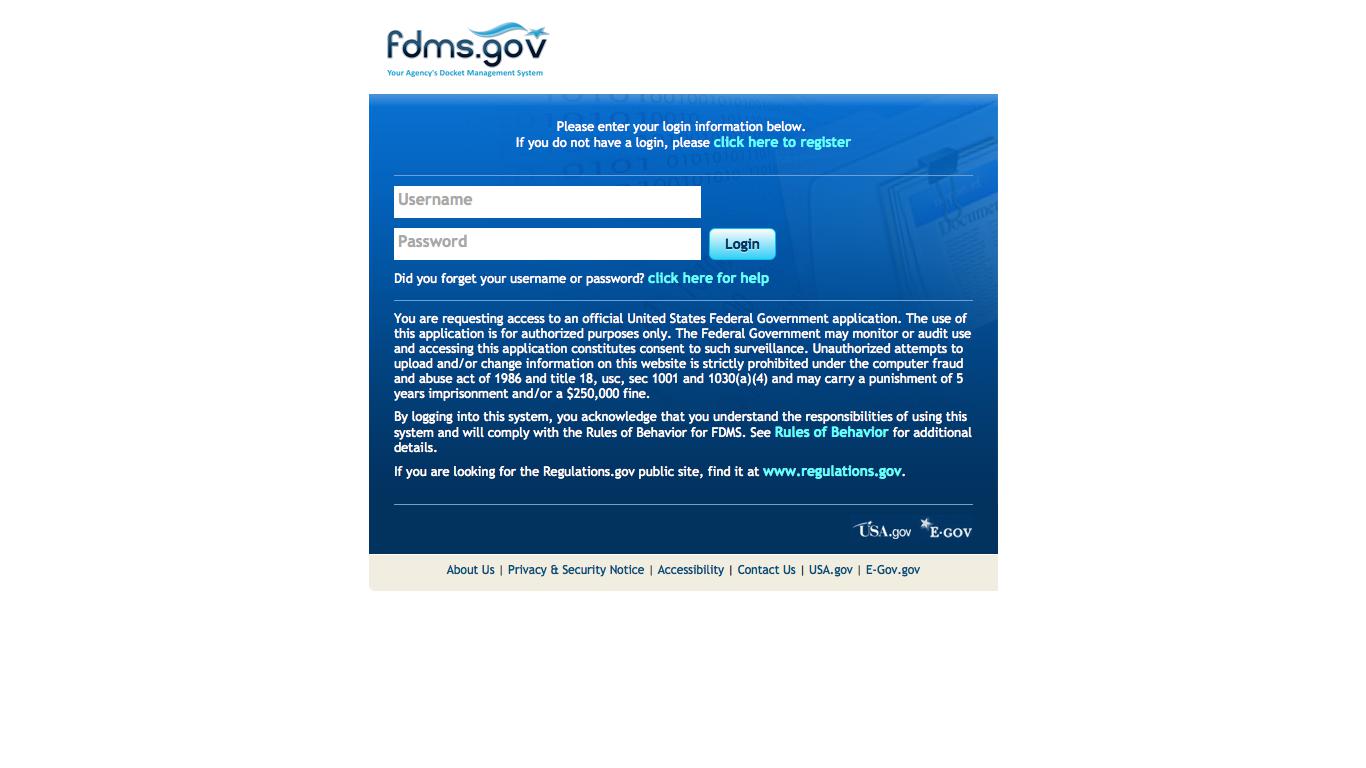 fdms.gov
Your Agency's Docket Management System
Please enter your login information below.
If you do not have a login, please click here to register
Username
Password
Login
Did you forget your username or password? click here for help
You are requesting access to an official United States Federal Government application. The use of
this application is for authorized purposes only. The Federal Government may monitor or audit use
and accessing this application constitutes consent to such surveillance. Unauthorized attempts to
upload and/or change information on this website is strictly prohibited under the computer fraud
and abuse act of 1986 and title 18, usc, sec 1001 and 1030(a)(4) and may carry a punishment of 5
years imprisonment and/or a $250,000 fine.
By logging into this system, you acknowledge that you understand the responsibilities of using this
system and will comply with the Rules of Behavior for FDMS. See Rules of Behavior for additional
details.
If you are looking for the Regulations.gov public site, find it at www.regulations.gov.
USA.gov E-GOV
About Us | Privacy & Security Notice | Accessibility | Contact Us | USA.gov | E-Gov.gov